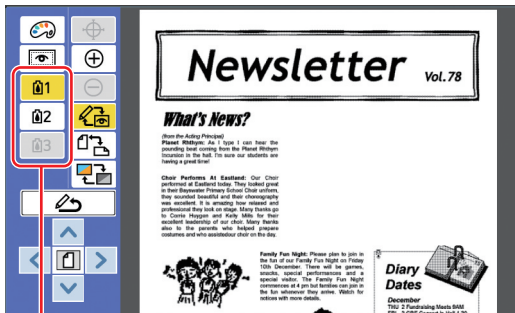 1
2
3
Newsletter Vol. 78
What's News?
(from the Acting Principal)
Planet Rhthym: As I type I can hear the
pounding beat coming from the Planet Rhthym
Incursion in the hall. I'm sure our students are
having a great time!
Choir Performs At Eastland: Our Choir
performed at Eastland today. They looked great
in their Bayswater Primary School Choir uniform,
they sounded beautiful and their choreography
was excellent. It is amazing how relaxed and
professional they look on stage. Many thanks go
to Corrie Huygan and Kelly Mills for their
excellent leadership of our choir. Many thanks
also to the parents who helped prepare
costumes and who assistedour choir on the day.
Family Fun Night: Please plan to join in
the fun of our Family Fun Night on Friday
10th December. There will be games,
snacks, special performances and a
special visitor. The Family Fun Night
commences at 4 pm but families can join in
the fun whenever they arrive. Watch for
notices with more details.
Diary
Dates
December
THU 2 Fundraising Meets 9AM